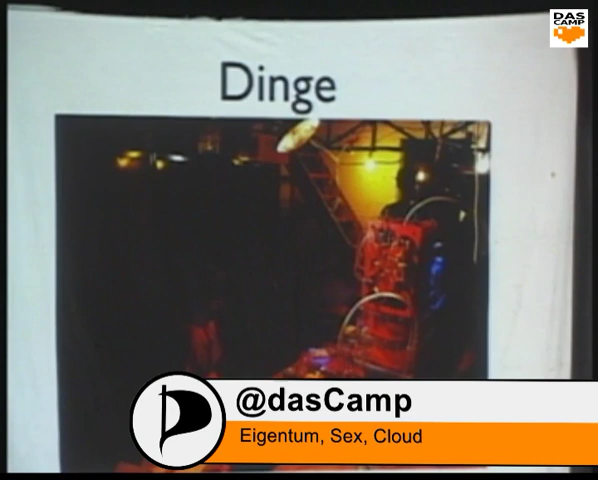 DAS
CAMP
Dinge
@dasCamp
Eigentum, Sex, Cloud